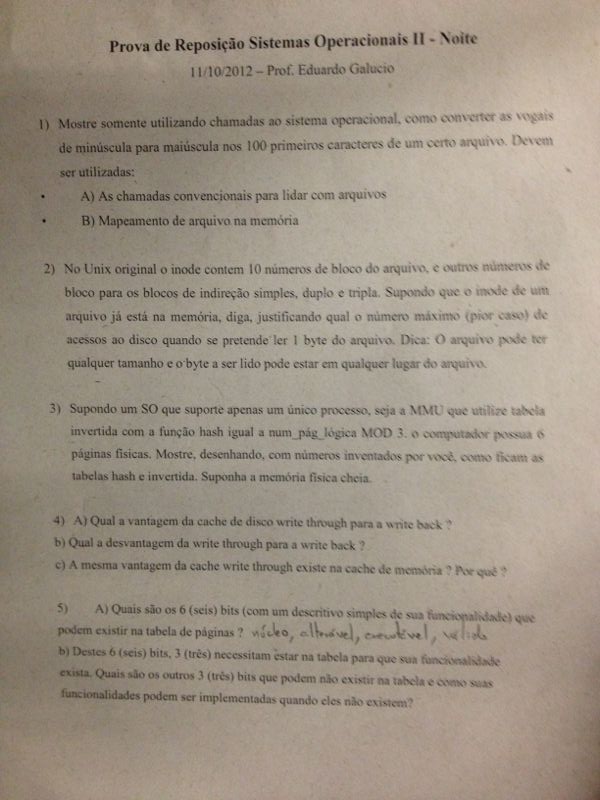 Prova de Reposição Sistemas Operacionais II - Noite
11/10/2012 – Prof. Eduardo Galucio
1) Mostre somente utilizando chamadas ao sistema operacional, como converter as vogais
de minúscula para maiúscula nos 100 primeiros caracteres de um certo arquivo. Devem
ser utilizadas:
• A) As chamadas convencionais para lidar com arquivos
• B) Mapeamento de arquivo na memória
2) No Unix original o inode contem 10 números de bloco do arquivo, e outros números de
bloco para os blocos de indireção simples, duplo e tripla. Supondo que o inode de um
arquivo já está na memória, diga, justificando qual o número máximo (pior caso) de
acessos ao disco quando se pretende ler 1 byte do arquivo. Dica: O arquivo pode ter
qualquer tamanho e o byte a ser lido pode estar em qualquer lugar do arquivo.
3) Supondo um SO que suporte apenas um único processo, seja a MMU que utilize tabela
invertida com a função hash igual a num_pág_lógica MOD 3. o computador possua 6
páginas físicas. Mostre, desenhando, com números inventados por você, como ficam as
tabelas hash e invertida. Suponha a memória física cheia.
4) A) Qual a vantagem da cache de disco write through para a write back ?
b) Qual a desvantagem da write through para a write back ?
c) A mesma vantagem da cache write through existe na cache de memória ? Por quê ?
5) A) Quais são os 6 (seis) bits (com um descritivo simples de sua funcionalidade) que
podem existir na tabela de páginas ? núcleo, alterável, executável, válido
b) Destes 6 (seis) bits, 3 (três) necessitam estar na tabela para que sua funcionalidade
exista. Quais são os outros 3 (três) bits que podem não existir na tabela e como suas
funcionalidades podem ser implementadas quando eles não existem?